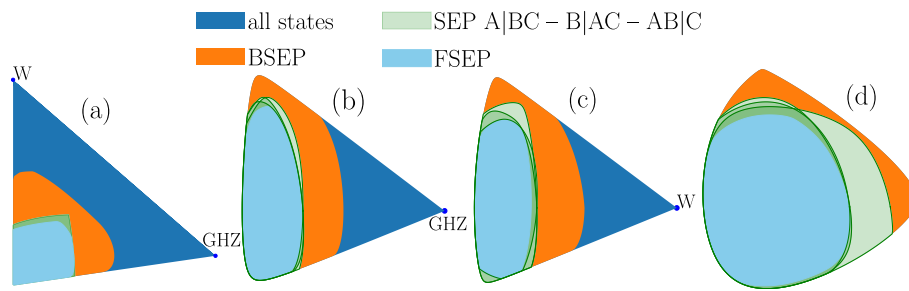 all states
SEP A|BC – B|AC – AB|C
BSEP
FSEP
W
(a)
(b)
(c)
(d)
GHZ
GHZ
W